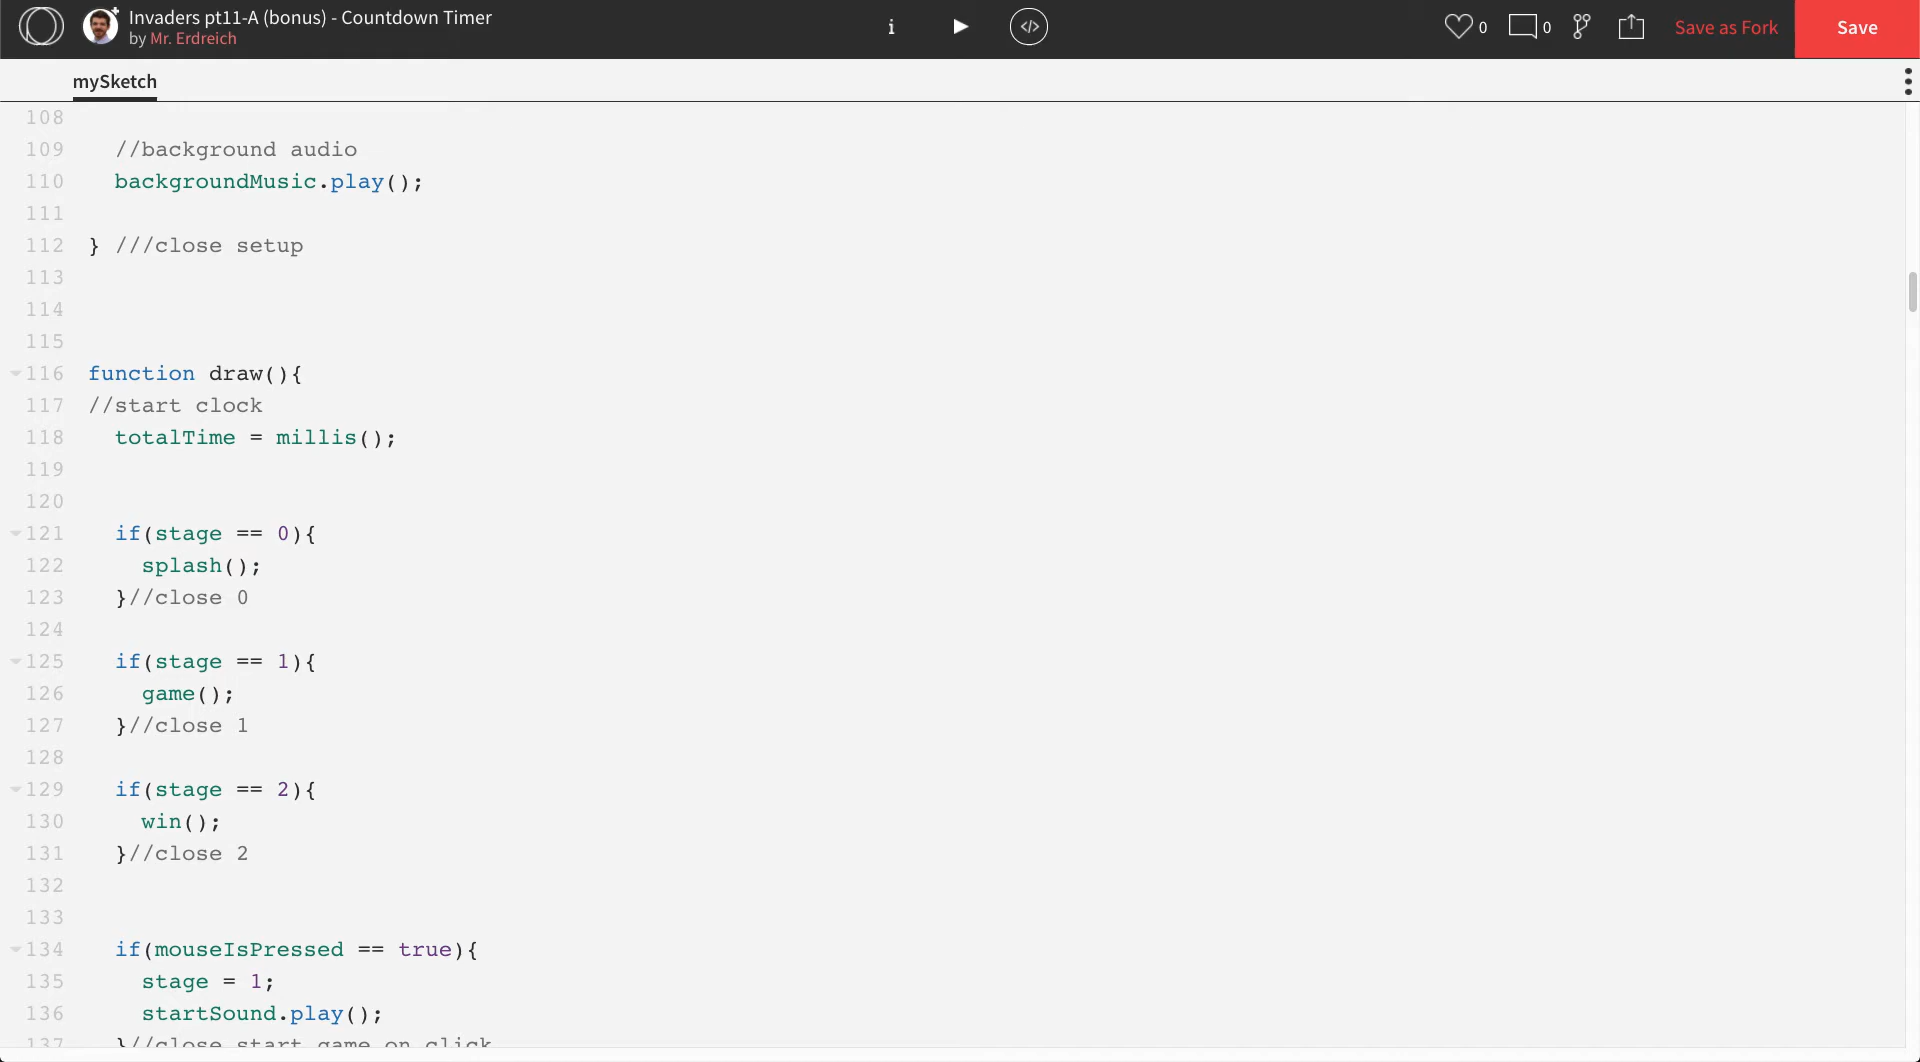 Invaders pt11-A (bonus) - Countdown Timer
by Mr. Erdreich
i
</>
0
0
Save as Fork
Save
mySketch
108
109 //background audio
110 backgroundMusic.play();
111
112 } ///close setup
113
114
115
116 function draw(){
117 //start clock
118 totalTime = millis();
119
120
121 if(stage == 0){
122 splash();
123 }//close 0
124
125 if(stage == 1){
126 game();
127 }//close 1
128
129 if(stage == 2){
130 win();
131 }//close 2
132
133
134 if(mouseIsPressed == true){
135 stage = 1;
136 startSound.play();
137 }//close start game on click